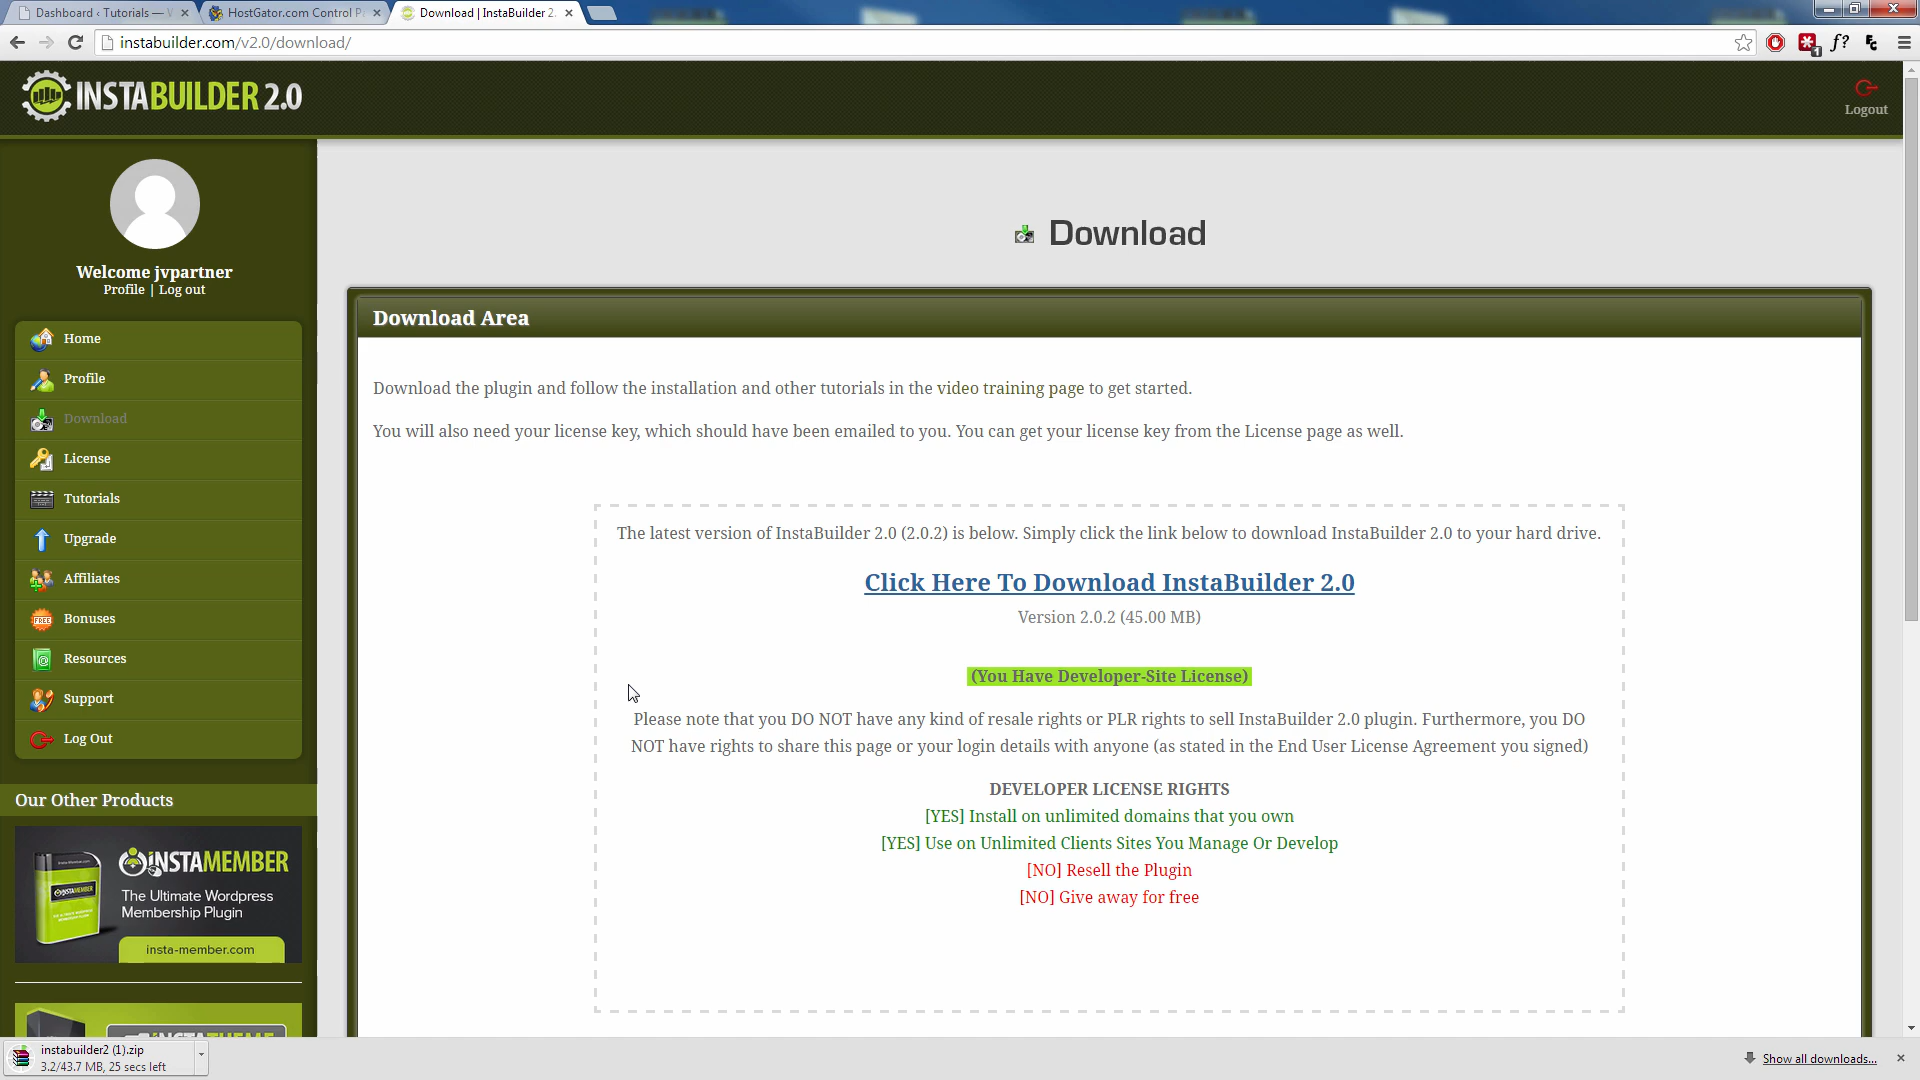 Dashboard ‹ Tutorials — W
HostGator.com Control P
Download | InstaBuilder 2.
instabuilder.com/v2.0/download/
f?
1
INSTABUILDER 2.0
Logout
Welcome jvpartner
Profile | Log out
Home
Profile
Download
License
Tutorials
Upgrade
Affiliates
Bonuses
Resources
Support
Log Out
Our Other Products
INSTAMEMBER
The Ultimate Wordpress
Membership Plugin
insta-member.com
Download
Download Area
Download the plugin and follow the installation and other tutorials in the video training page to get started.
You will also need your license key, which should have been emailed to you. You can get your license key from the License page as well.
The latest version of InstaBuilder 2.0 (2.0.2) is below. Simply click the link below to download InstaBuilder 2.0 to your hard drive.
Click Here To Download InstaBuilder 2.0
Version 2.0.2 (45.00 MB)
(You Have Developer-Site License)
Please note that you DO NOT have any kind of resale rights or PLR rights to sell InstaBuilder 2.0 plugin. Furthermore, you DO
NOT have rights to share this page or your login details with anyone (as stated in the End User License Agreement you signed)
DEVELOPER LICENSE RIGHTS
[YES] Install on unlimited domains that you own
[YES] Use on Unlimited Clients Sites You Manage Or Develop
[NO] Resell the Plugin
[NO] Give away for free
instabuilder2 (1).zip
3.2/43.7 MB, 25 secs left
Show all downloads...